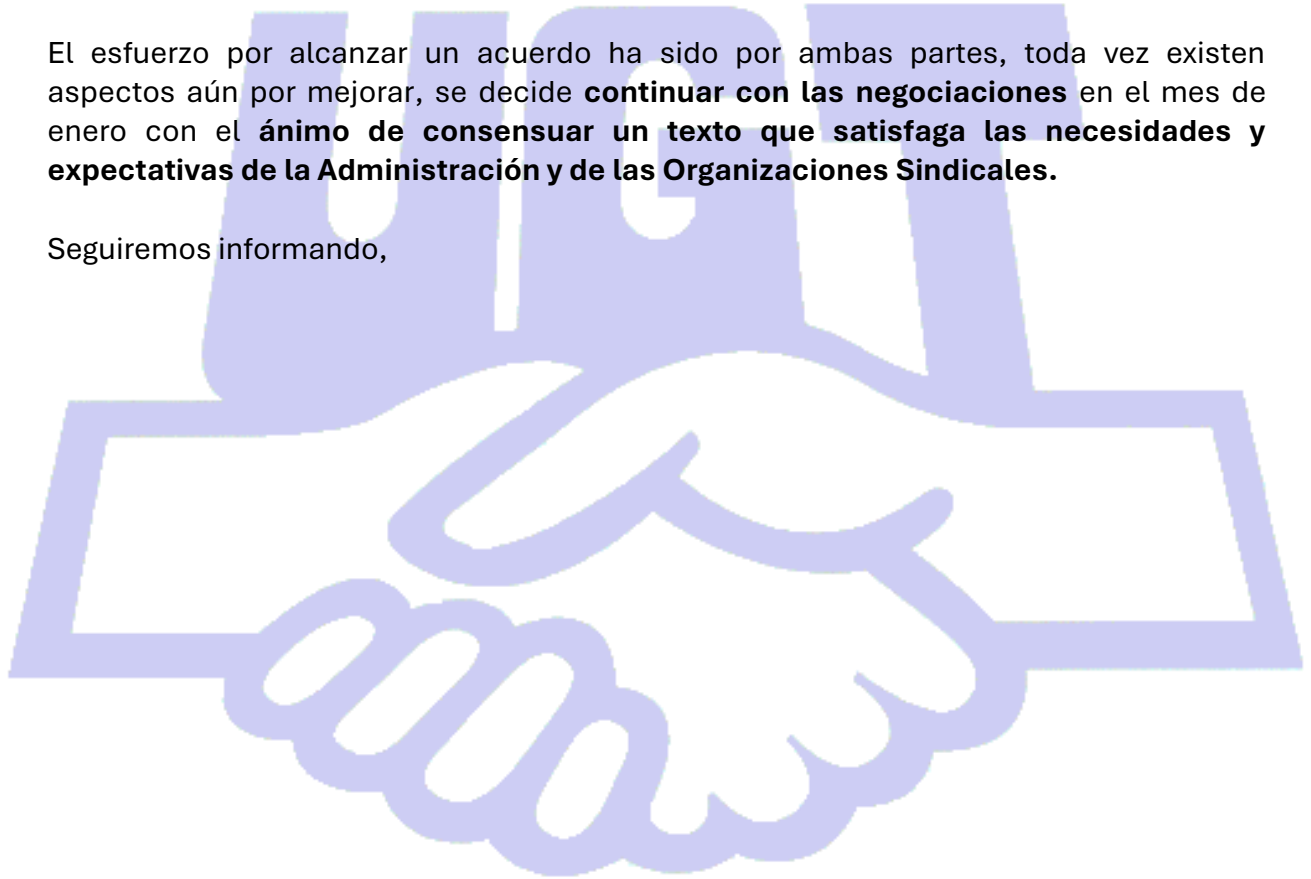 UGT
El esfuerzo por alcanzar un acuerdo ha sido por ambas partes, toda vez existen
aspectos aún por mejorar, se decide continuar con las negociaciones en el mes de
enero con el ánimo de consensuar un texto que satisfaga las necesidades y
expectativas de la Administración y de las Organizaciones Sindicales.
Seguiremos informando,